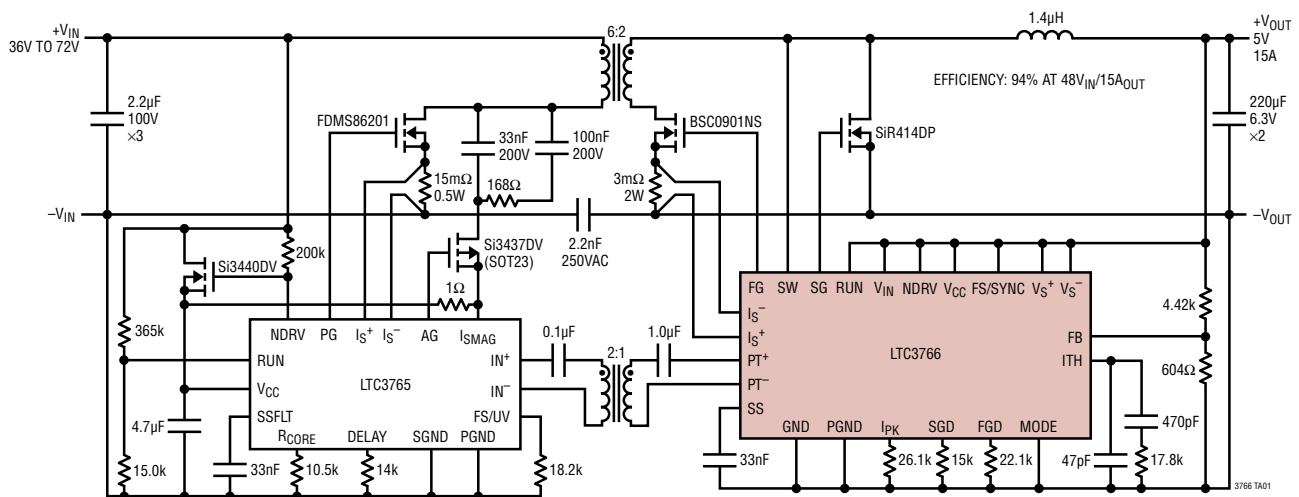 +VIN
36V TO 72V
2.2µF
100V
×3
FDMS86201
33nF
200V
100nF
200V
6:2
BSC0901NS
1.4µH
+VOUT
5V
15A
EFFICIENCY: 94% AT 48VIN/15AOUT
SiR414DP
220µF
6.3V
×2
15mΩ
0.5W
168Ω
3mΩ
2W
–VIN
2.2nF
250VAC
–VOUT
Si3440DV
200k
Si3437DV
(SOT23)
1Ω
365k
NDRV
PG
IS+
IS–
AG
ISMAG
RUN
VCC
SSFLT
LTC3765
IN+
IN–
FS/UV
RCORE
DELAY
SGND
PGND
4.7µF
15.0k
33nF
10.5k
14k
18.2k
0.1µF
2:1
1.0µF
FG
SW
SG
RUN
VIN
NDRV
VCC
FS/SYNC
VS+
VS–
IS–
IS+
PT+
PT–
SS
LTC3766
FB
ITH
GND
PGND
IPK
SGD
FGD
MODE
33nF
26.1k
15k
22.1k
4.42k
604Ω
470pF
47pF
17.8k
3766 TA01